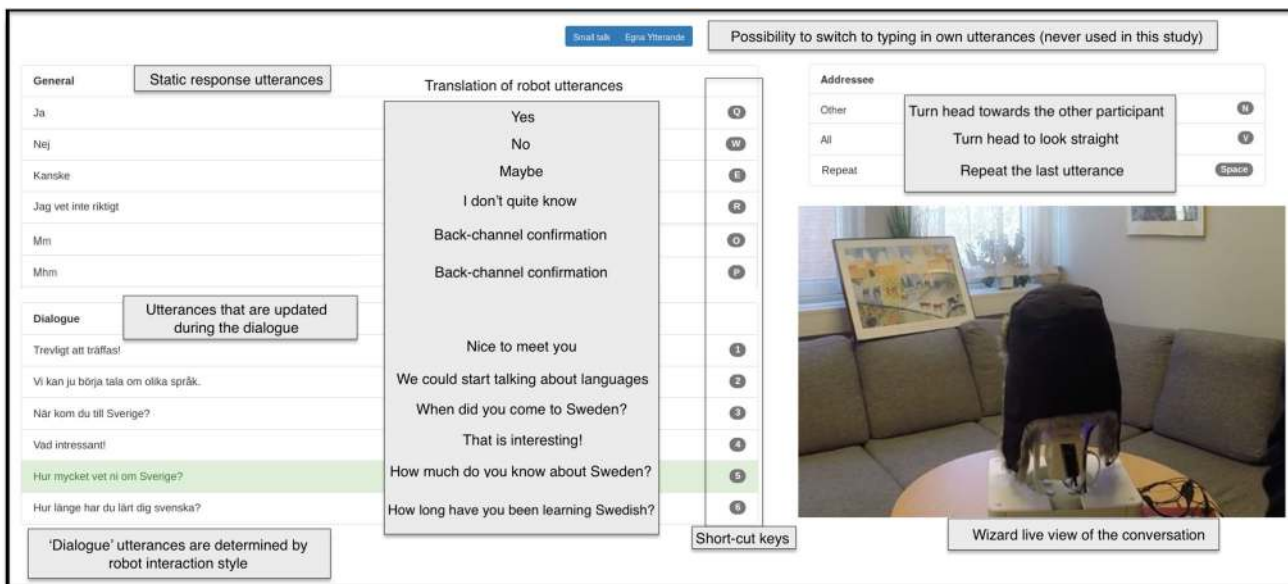 Small talk Egna Ytterande
Possibility to switch to typing in own utterances (never used in this study)
General
Static response utterances
Translation of robot utterances
Ja
Yes
Q
Nej
No
W
Kanske
Maybe
E
Jag vet inte riktigt
I don't quite know
R
Mm
Back-channel confirmation
O
Mhm
Back-channel confirmation
P
Dialogue
Utterances that are updated
during the dialogue
Trevligt att träffas!
Nice to meet you
1
Vi kan ju börja tala om olika språk.
We could start talking about languages
2
När kom du till Sverige?
When did you come to Sweden?
3
Vad intressant!
That is interesting!
4
Hur mycket vet ni om Sverige?
How much do you know about Sweden?
5
Hur länge har du lärt dig svenska?
How long have you been learning Swedish?
6
'Dialogue' utterances are determined by
robot interaction style
Short-cut keys
Addressee
Other
Turn head towards the other participant
N
All
Turn head to look straight
V
Repeat
Repeat the last utterance
Space
Wizard live view of the conversation